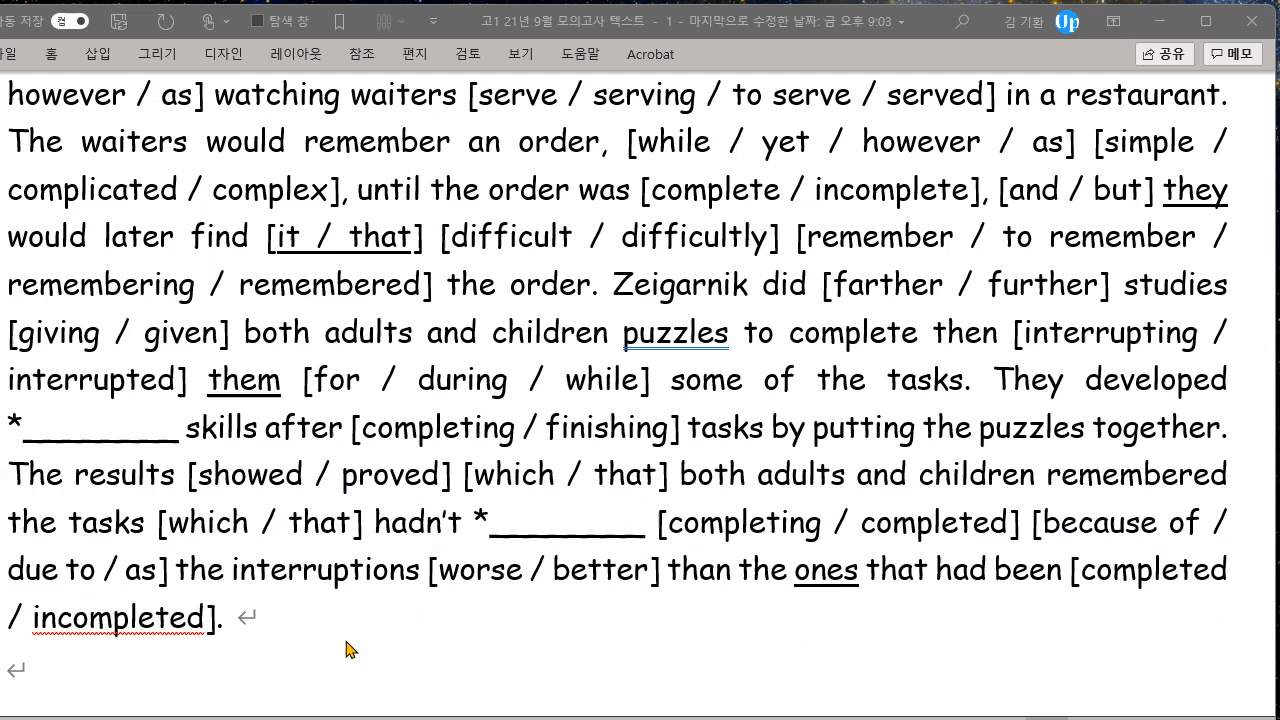 동 저장 컴 탐색 창 고1 21년 9월 모의고사 텍스트 - 1 - 마지막으로 수정한 날짜: 금 오후 9:03 김 기환 Up
일 홈 삽입 그리기 디자인 레이아웃 참조 편지 검토 보기 도움말 Acrobat 공유 메모
however / as] watching waiters [serve / serving / to serve / served] in a restaurant.
The waiters would remember an order, [while / yet / however / as] [simple /
complicated / complex], until the order was [complete / incomplete], [and / but] they
would later find [it / that] [difficult / difficultly] [remember / to remember /
remembering / remembered] the order. Zeigarnik did [farther / further] studies
[giving / given] both adults and children puzzles to complete then [interrupting /
interrupted] them [for / during / while] some of the tasks. They developed
*__________ skills after [completing / finishing] tasks by putting the puzzles together.
The results [showed / proved] [which / that] both adults and children remembered
the tasks [which / that] hadn't *__________ [completing / completed] [because of /
due to / as] the interruptions [worse / better] than the ones that had been [completed
/ incompleted].